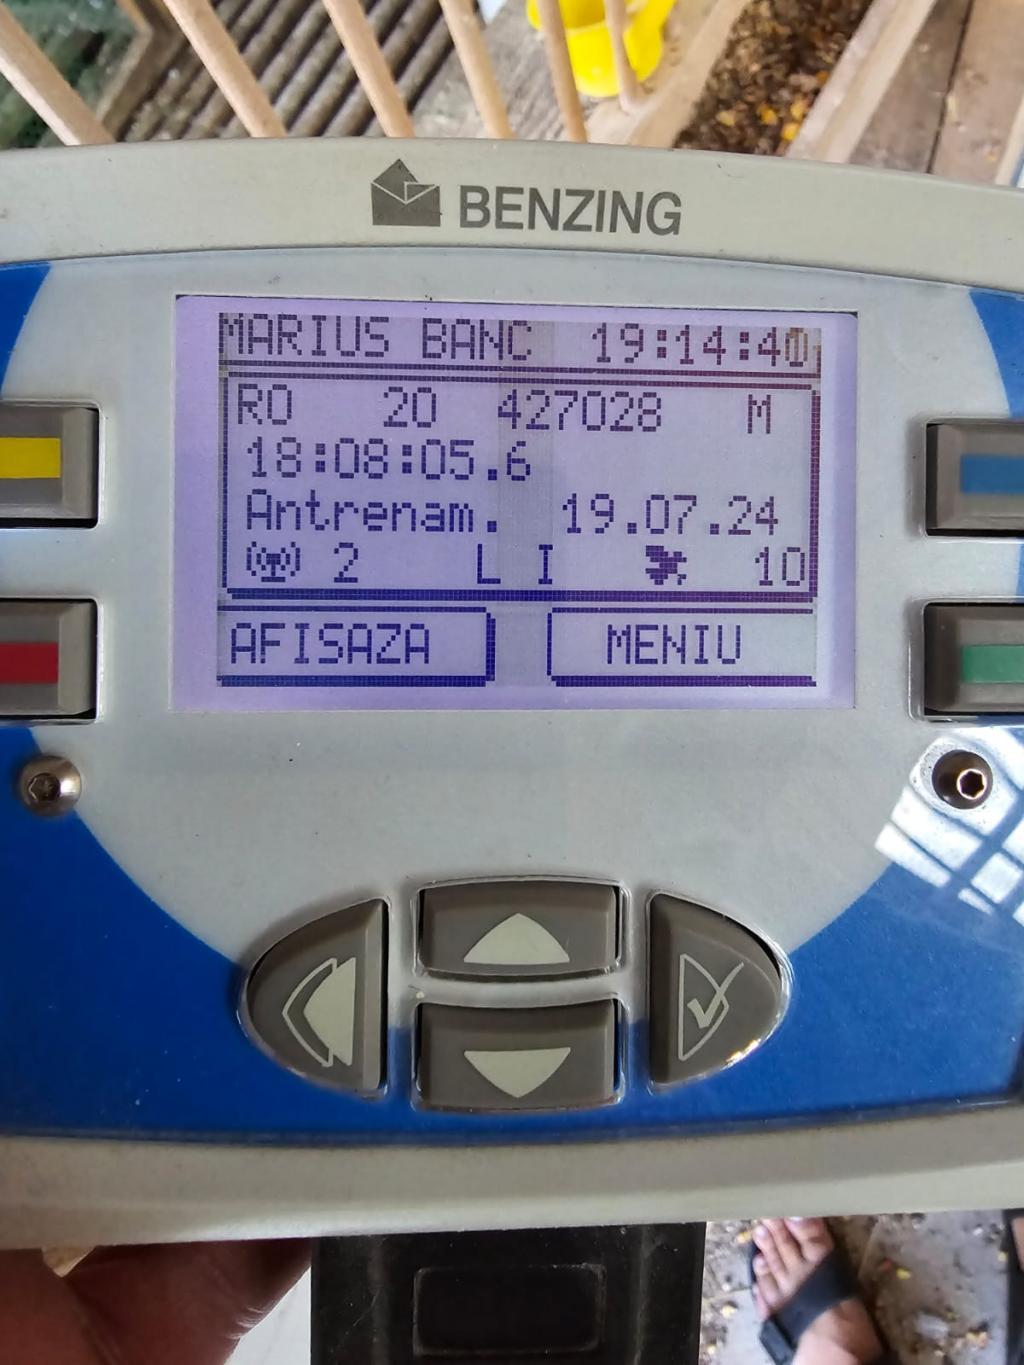 BENZING
MARIUS BANC 19:14:40
RO 20 427028 M
18:08:05.6
Antrenam. 19.07.24
2 L I 10
AFISAZA MENIU